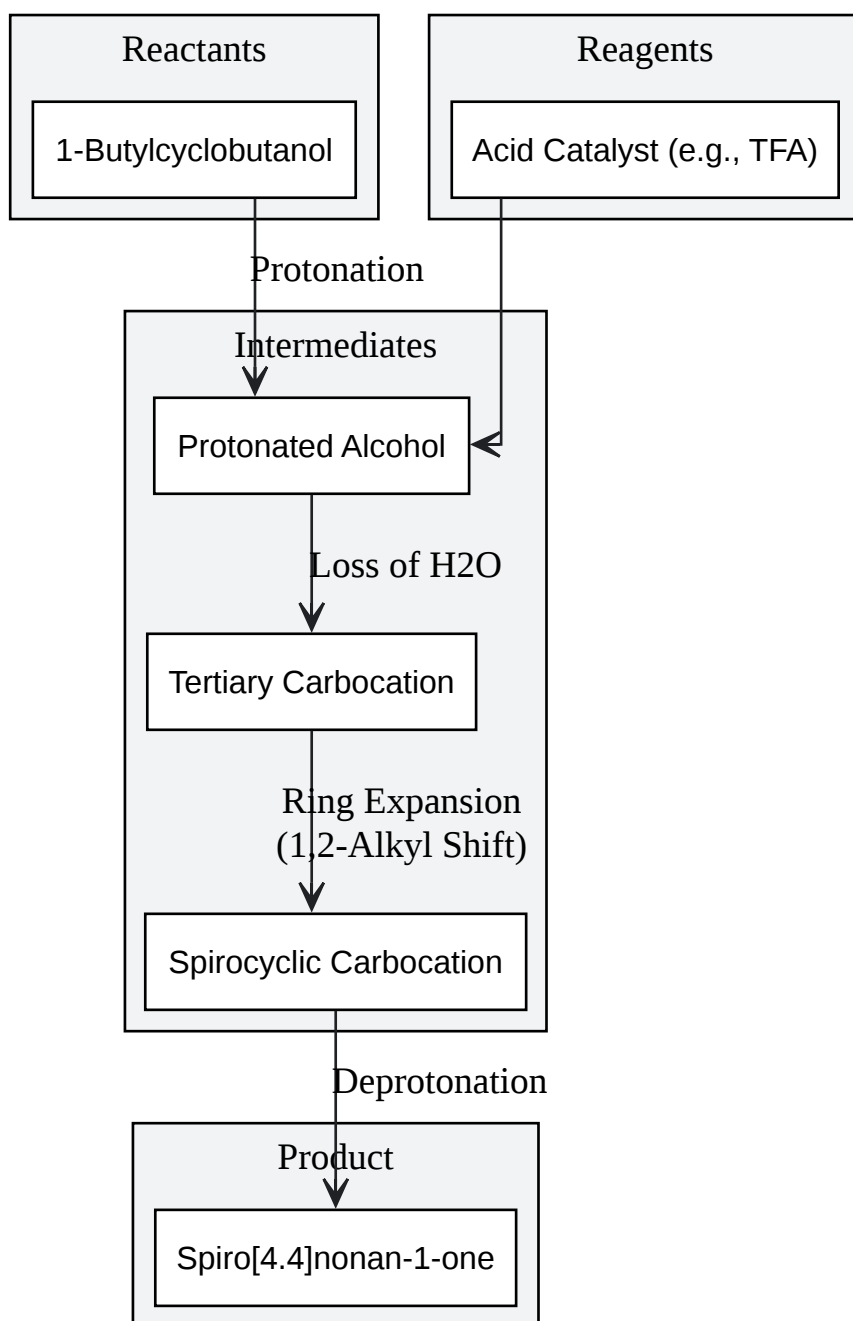 Reactants
Reagents
1-Butylcyclobutanol
Acid Catalyst (e.g., TFA)
Protonation
Intermediates
Protonated Alcohol
Loss of H2O
Tertiary Carbocation
Ring Expansion
(1,2-Alkyl Shift)
Spirocyclic Carbocation
Deprotonation
Product
Spiro[4.4]nonan-1-one